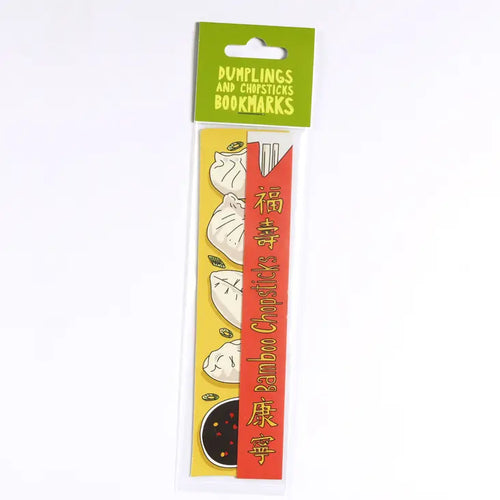 DUMPLINGS
AND CHOPSTICKS
BOOKMARKS
福壽
Bamboo Chopsticks
康寧